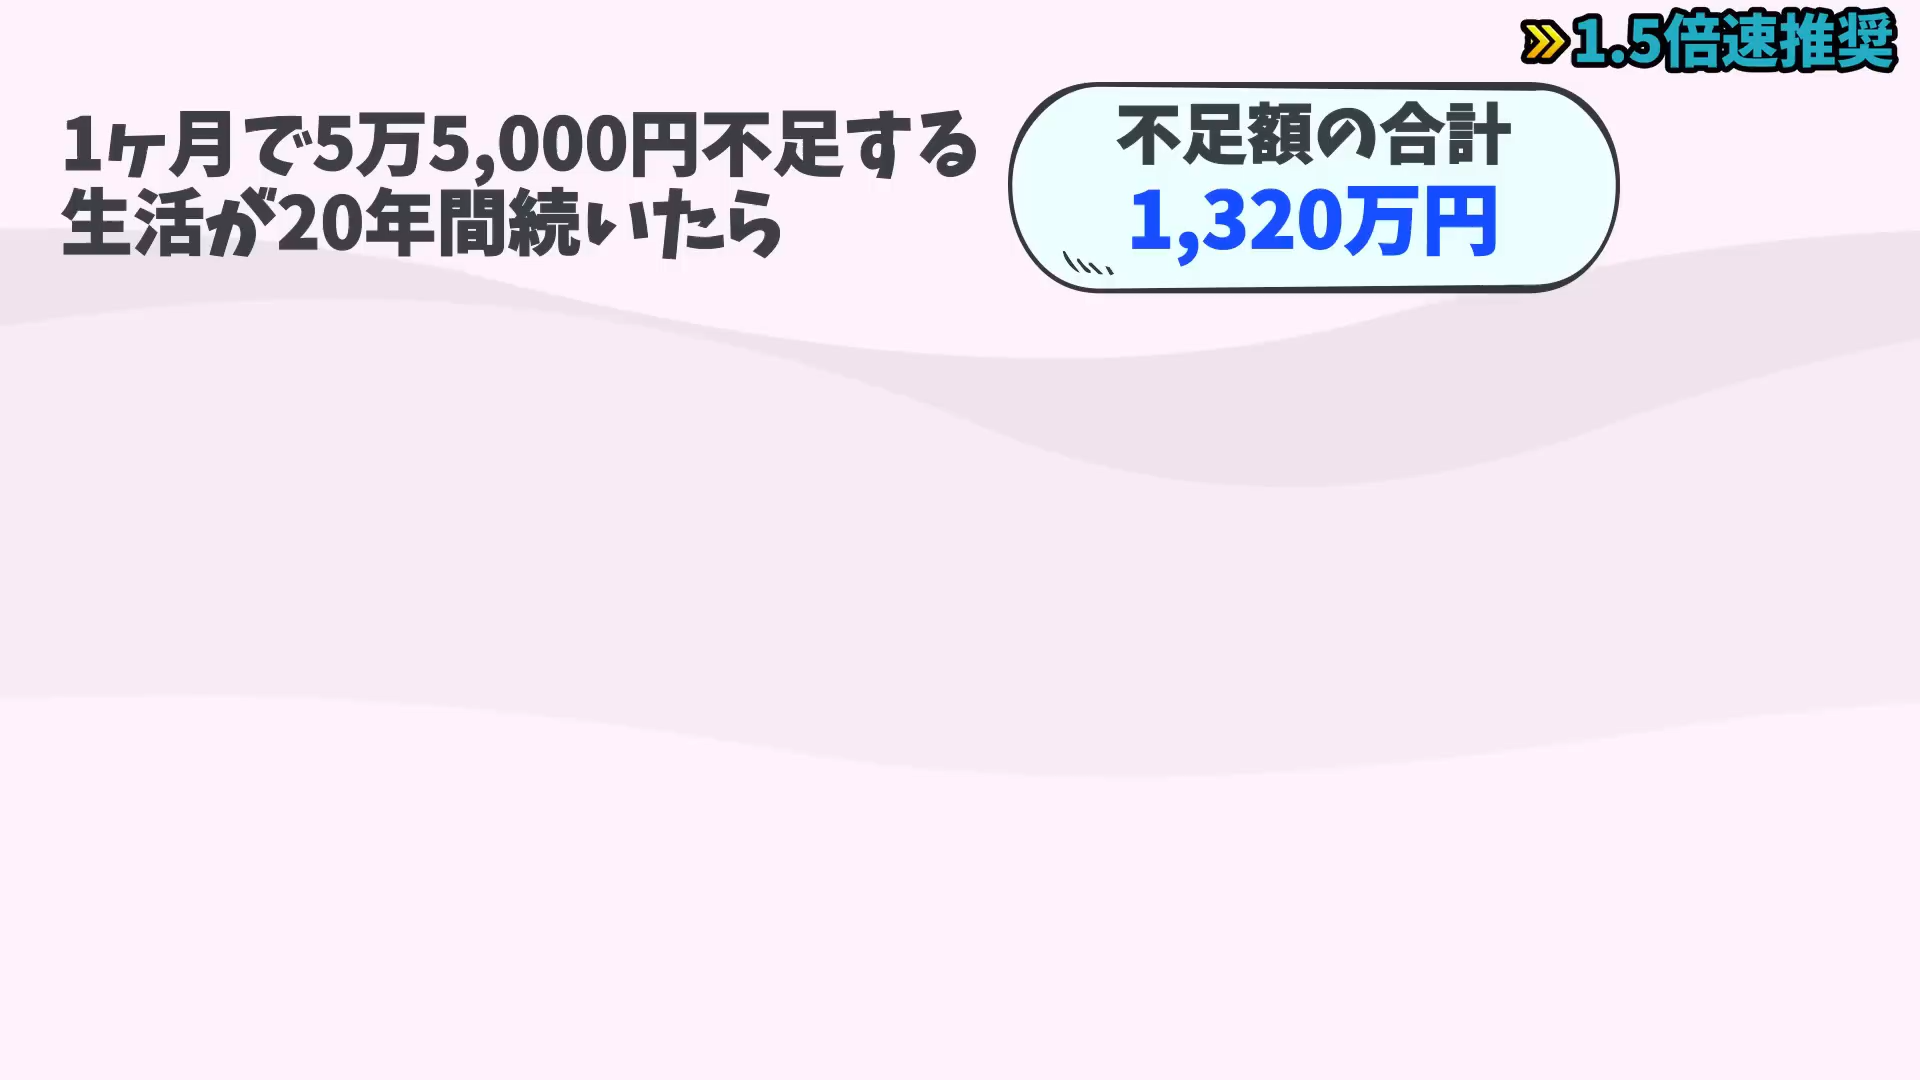 1.5倍速推奨
1ヶ月で5万5,000円不足する
生活が20年間続いたら
不足額の合計
1,320万円